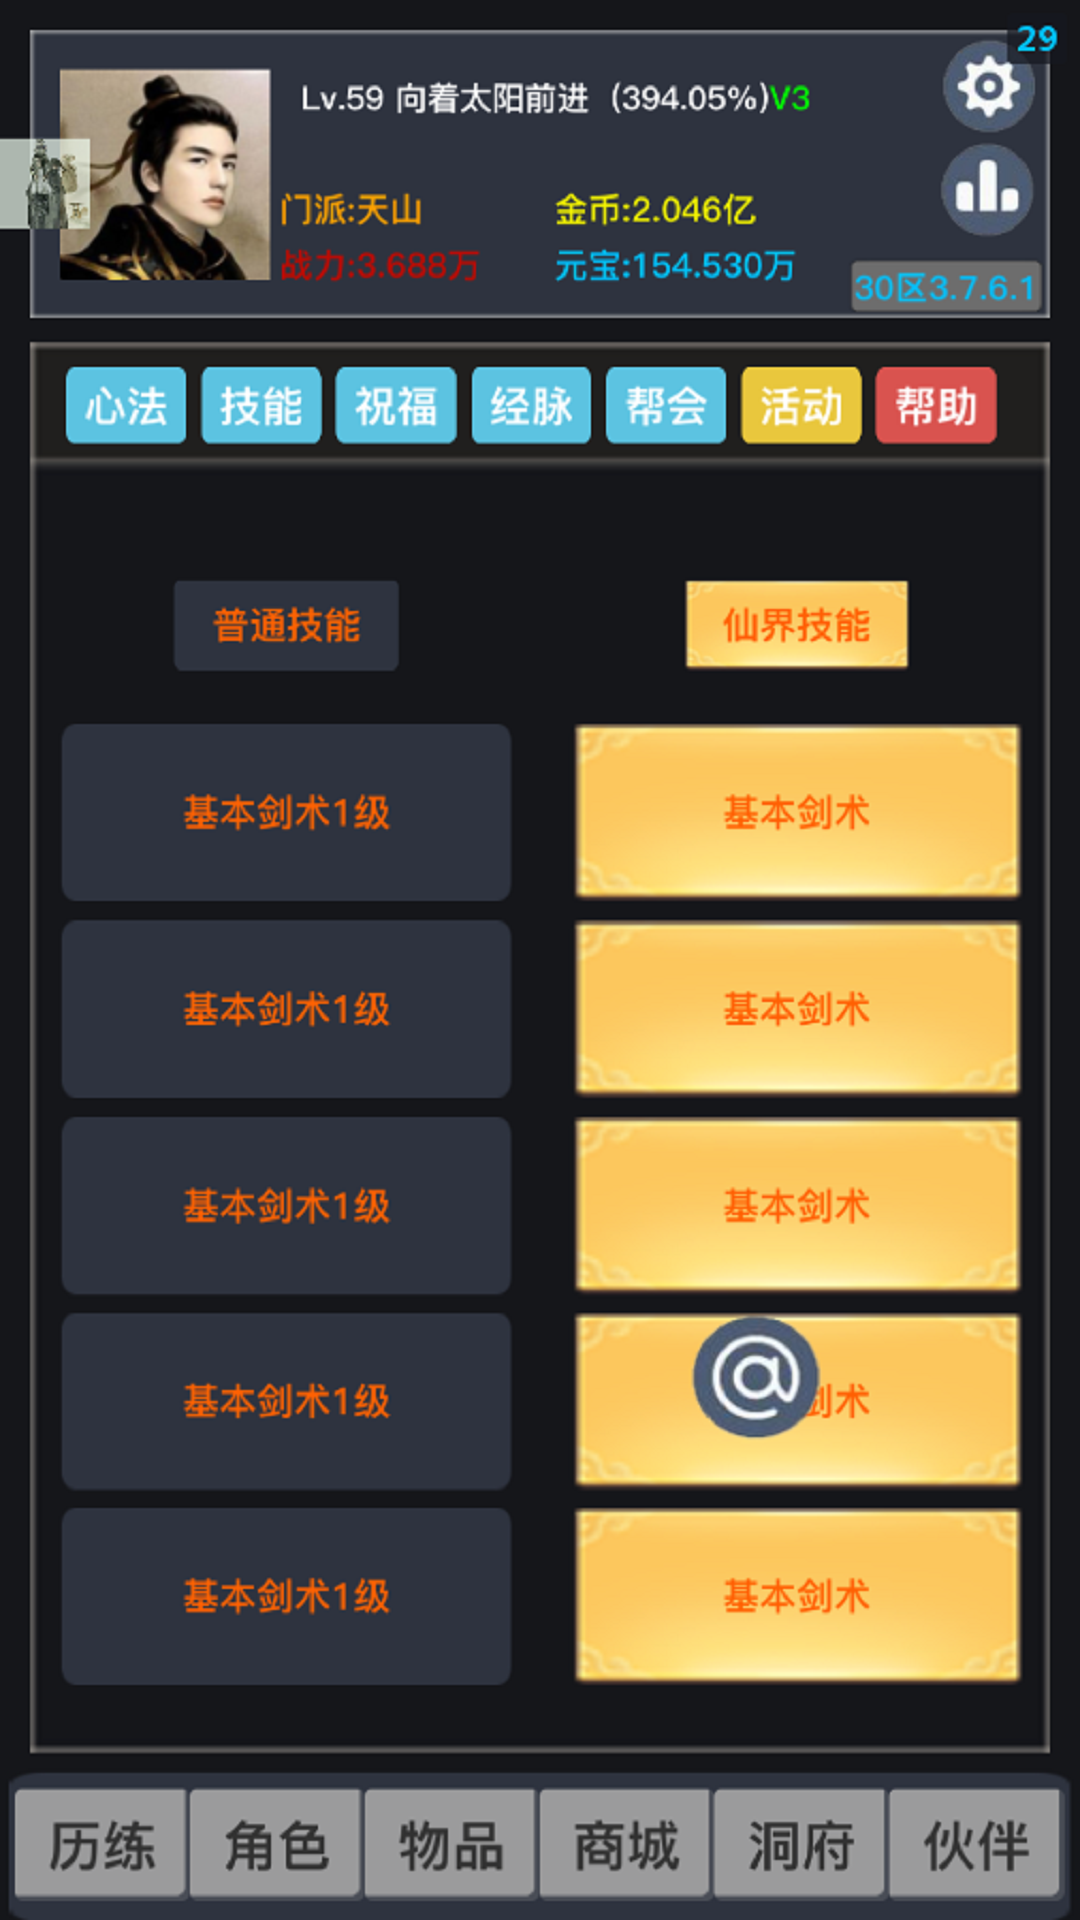 29
Lv.59 向着太阳前进 (394.05%)V3
门派:天山 金币:2.046亿
战力:3.688万 元宝:154.530万
30区3.7.6.1
心法 技能 祝福 经脉 帮会 活动 帮助
普通技能 仙界技能
基本剑术1级 基本剑术
基本剑术1级 基本剑术
基本剑术1级 基本剑术
基本剑术1级 @ 剑术
基本剑术1级 基本剑术
历练 角色 物品 商城 洞府 伙伴